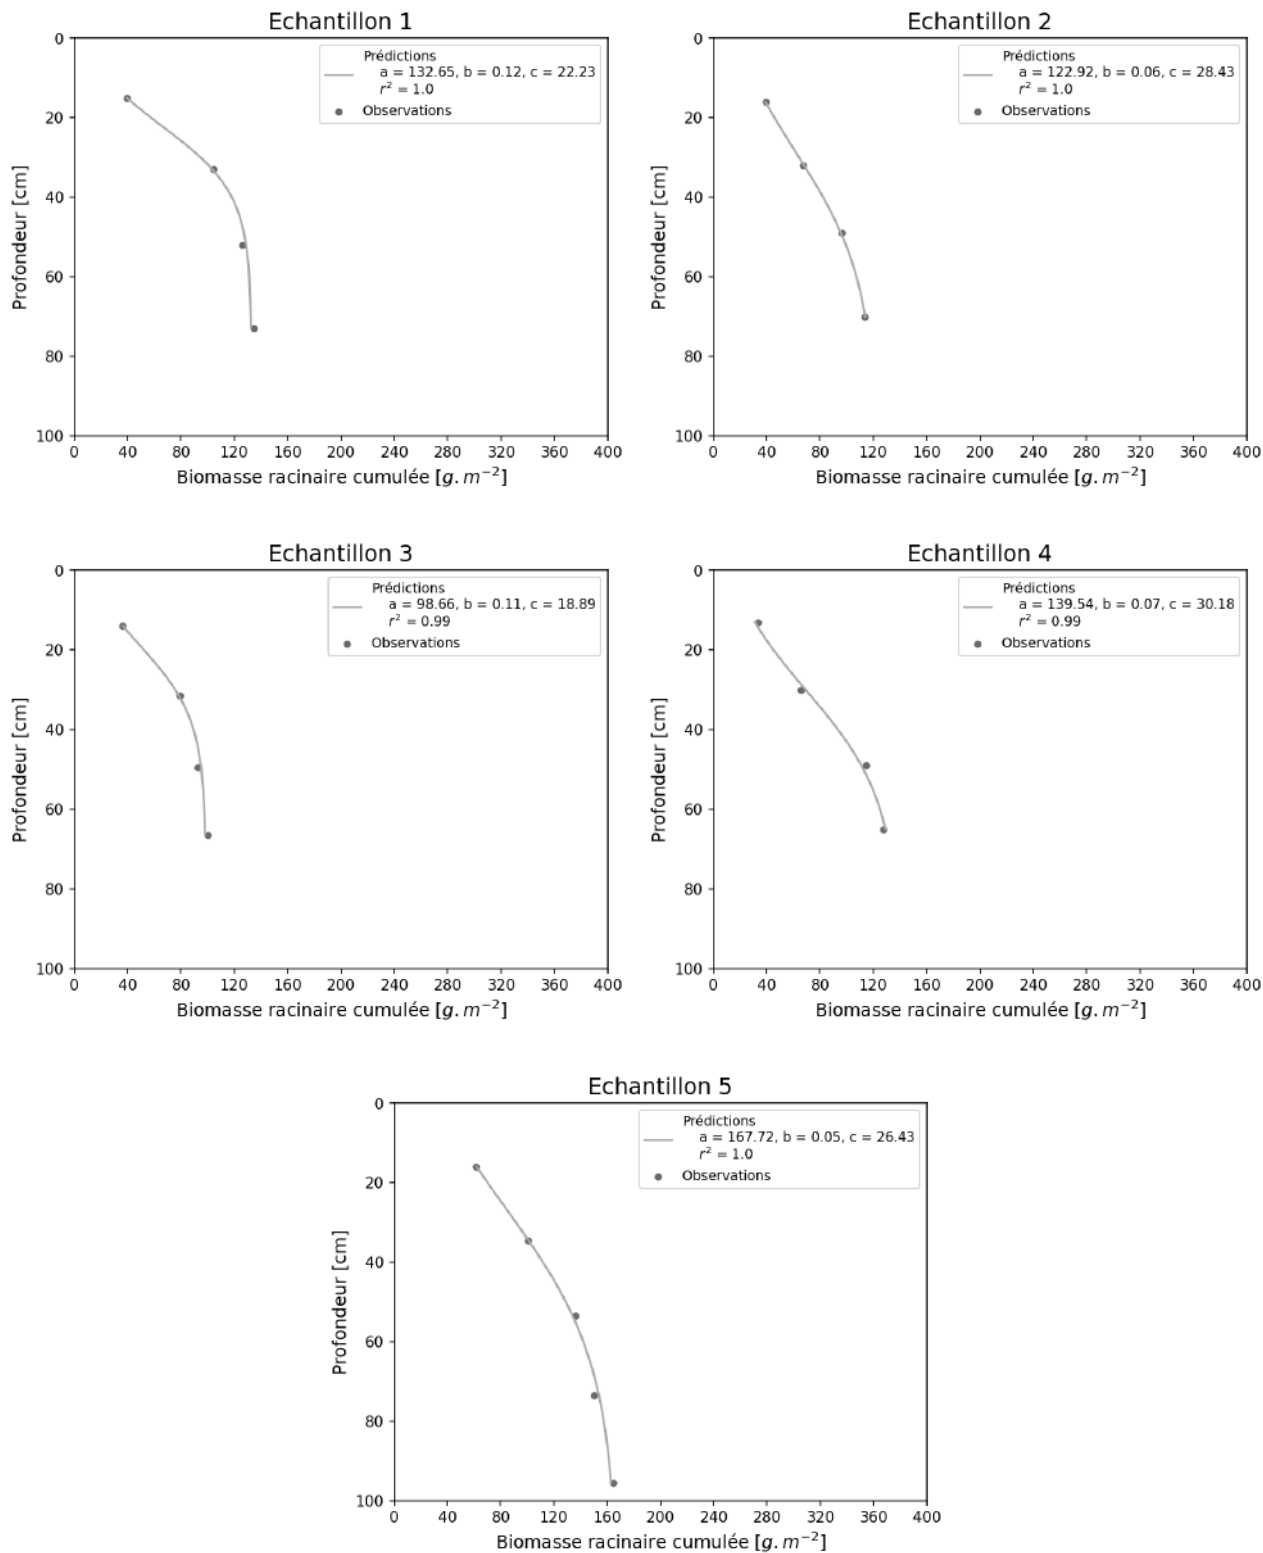 Echantillon 1
Prédictions
a = 132.65, b = 0.12, c = 22.23
r² = 1.0
Observations
Profondeur [cm]
0
20
40
60
80
100
0 40 80 120 160 200 240 280 320 360 400
Biomasse racinaire cumulée [g.m⁻²]
Echantillon 2
Prédictions
a = 122.92, b = 0.06, c = 28.43
r² = 1.0
Observations
Profondeur [cm]
0
20
40
60
80
100
0 40 80 120 160 200 240 280 320 360 400
Biomasse racinaire cumulée [g.m⁻²]
Echantillon 3
Prédictions
a = 98.66, b = 0.11, c = 18.89
r² = 0.99
Observations
Profondeur [cm]
0
20
40
60
80
100
0 40 80 120 160 200 240 280 320 360 400
Biomasse racinaire cumulée [g.m⁻²]
Echantillon 4
Prédictions
a = 139.54, b = 0.07, c = 30.18
r² = 0.99
Observations
Profondeur [cm]
0
20
40
60
80
100
0 40 80 120 160 200 240 280 320 360 400
Biomasse racinaire cumulée [g.m⁻²]
Echantillon 5
Prédictions
a = 167.72, b = 0.05, c = 26.43
r² = 1.0
Observations
Profondeur [cm]
0
20
40
60
80
100
0 40 80 120 160 200 240 280 320 360 400
Biomasse racinaire cumulée [g.m⁻²]